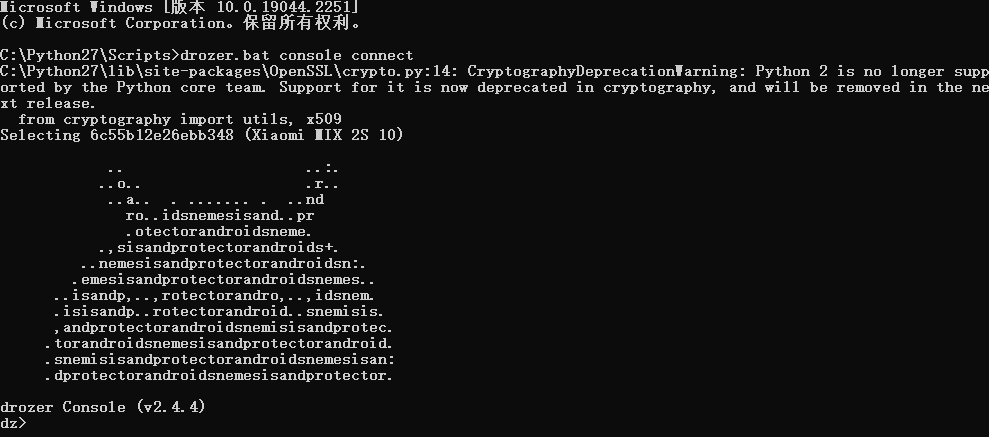 Microsoft Windows [版本 10.0.19044.2251]
(c) Microsoft Corporation。保留所有权利。

C:\Python27\Scripts>drozer.bat console connect
C:\Python27\lib\site-packages\OpenSSL\crypto.py:14: CryptographyDeprecationWarning: Python 2 is no longer supp
orted by the Python core team. Support for it is now deprecated in cryptography, and will be removed in the ne
xt release.
  from cryptography import utils, x509
Selecting 6c55b12e26ebb348 (Xiaomi MIX 2S 10)

            ..                    ..:.
           ..o..                  .r..
            ..a..  . ....... .  ..nd
              ro..idsnemesisand..pr
              .otectorandroidsneme.
           .,sisandprotectorandroids+.
         ..nemesisandprotectorandroidsn:.
        .emesisandprotectorandroidsnemes..
      ..isandp,..,rotectorandro,..,idsnem.
      .isisandp..rotectorandroid..snemisis.
      ,andprotectorandroidsnemisisandprotec.
     .torandroidsnemesisandprotectorandroid.
     .snemisisandprotectorandroidsnemesisan:
     .dprotectorandroidsnemesisandprotector.

drozer Console (v2.4.4)
dz>